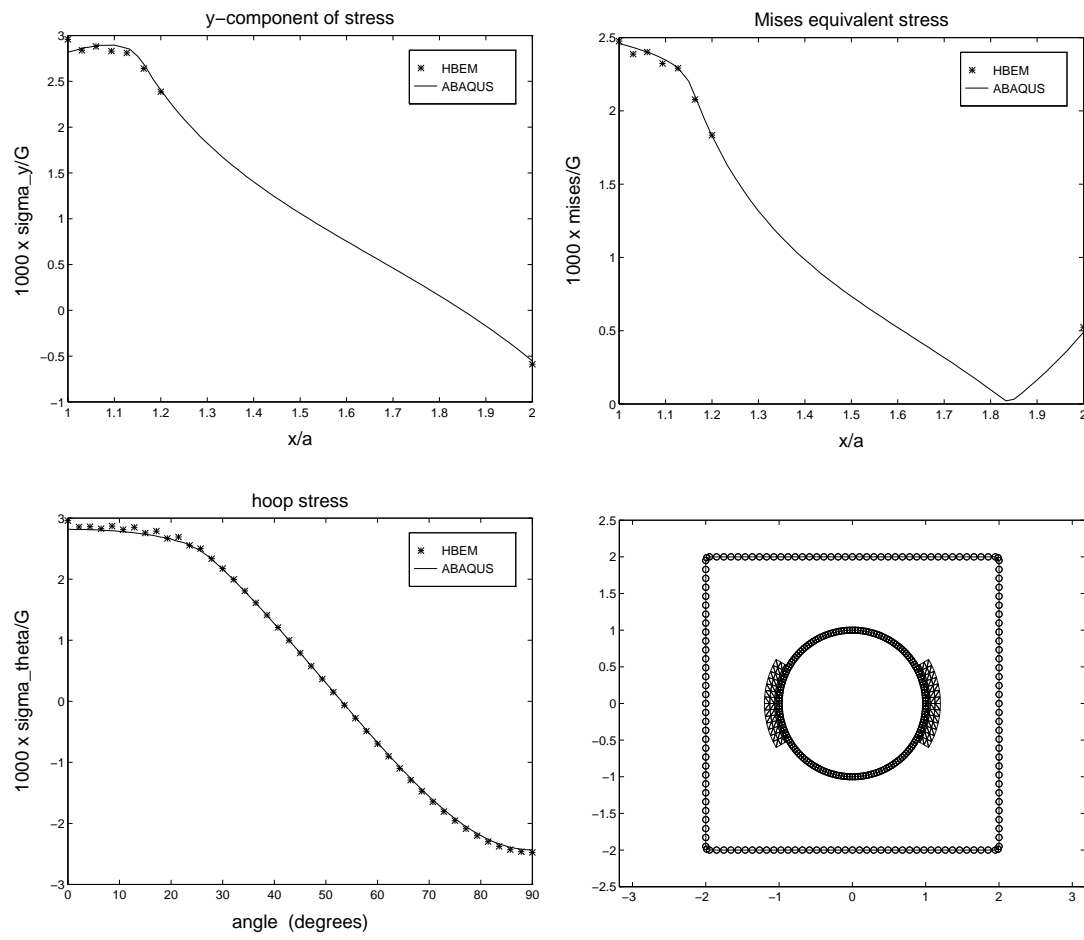 y-component of stress
3
2.5
2
1.5
1
0.5
0
-0.5
-1
1000 x sigma_y/G
HBEM
ABAQUS
1 1.1 1.2 1.3 1.4 1.5 1.6 1.7 1.8 1.9 2
x/a
Mises equivalent stress
2.5
2
1.5
1
0.5
0
1000 x mises/G
HBEM
ABAQUS
1 1.1 1.2 1.3 1.4 1.5 1.6 1.7 1.8 1.9 2
x/a
hoop stress
3
2
1
0
-1
-2
-3
1000 x sigma_theta/G
HBEM
ABAQUS
0 10 20 30 40 50 60 70 80 90
angle (degrees)
2.5
2
1.5
1
0.5
0
-0.5
-1
-1.5
-2
-2.5
-3 -2 -1 0 1 2 3